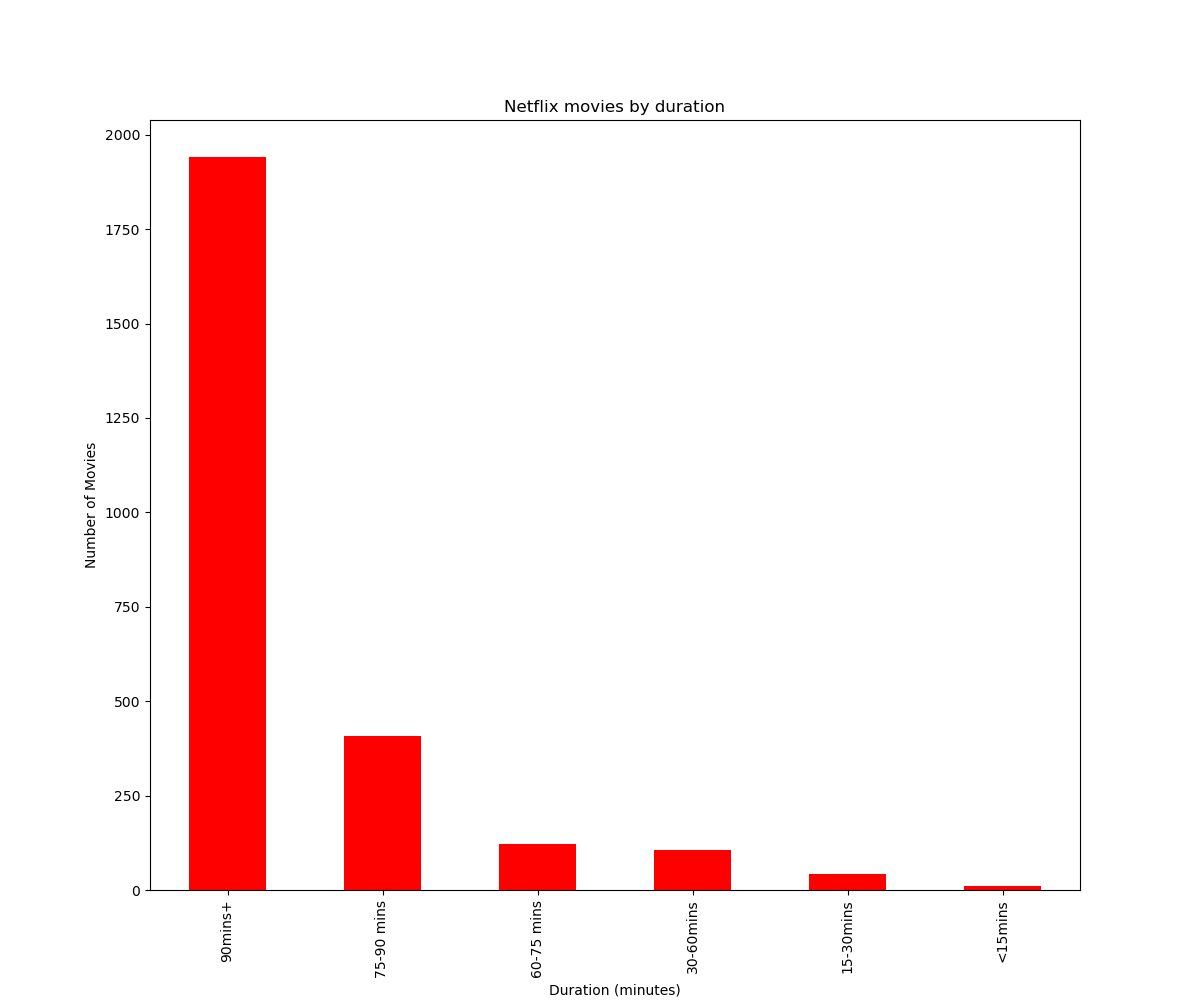 Netflix movies by duration
2000
1750
1500
1250
1000
750
500
250
0
Number of Movies
90mins+
75-90 mins
60-75 mins
30-60mins
15-30mins
<15mins
Duration (minutes)